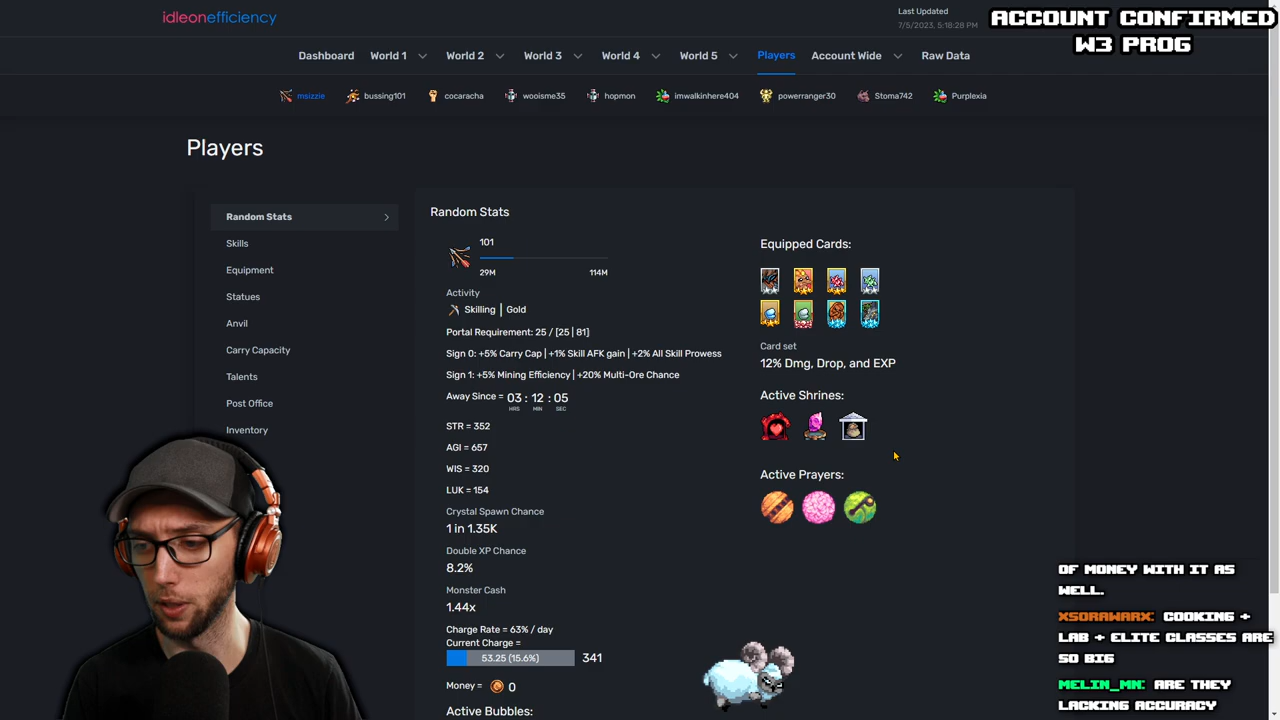 idleonefficiency
Last Updated
7/5/2023, 5:18:28 PM
ACCOUNT CONFIRMED
W3 PROG
Dashboard World 1 World 2 World 3 World 4 World 5 Players Account Wide Raw Data
msizzie bussing101 cocaracha wooisme35 hopmon imwalkinhere404 powerranger30 Stoma742 Purplexia
Players
Random Stats
Skills
Equipment
Statues
Anvil
Carry Capacity
Talents
Post Office
Inventory
Random Stats
101
29M 114M
Activity
Skilling | Gold
Portal Requirement: 25 / [25 | 81]
Sign 0: +5% Carry Cap | +1% Skill AFK gain | +2% All Skill Prowess
Sign 1: +5% Mining Efficiency | +20% Multi-Ore Chance
Away Since = 03 : 12 : 05
HRS MIN SEC
STR = 352
AGI = 657
WIS = 320
LUK = 154
Crystal Spawn Chance
1 in 1.35K
Double XP Chance
8.2%
Monster Cash
1.44x
Charge Rate = 63% / day
Current Charge =
53.25 (15.6%) 341
Money = 0
Active Bubbles:
Equipped Cards:
Card set
12% Dmg, Drop, and EXP
Active Shrines:
Active Prayers:
OF MONEY WITH IT AS
WELL.
XSORAWARX: COOKING +
LAB + ELITE CLASSES ARE
SO BIG
MELIN_MN: ARE THEY
LACKING ACCURACY